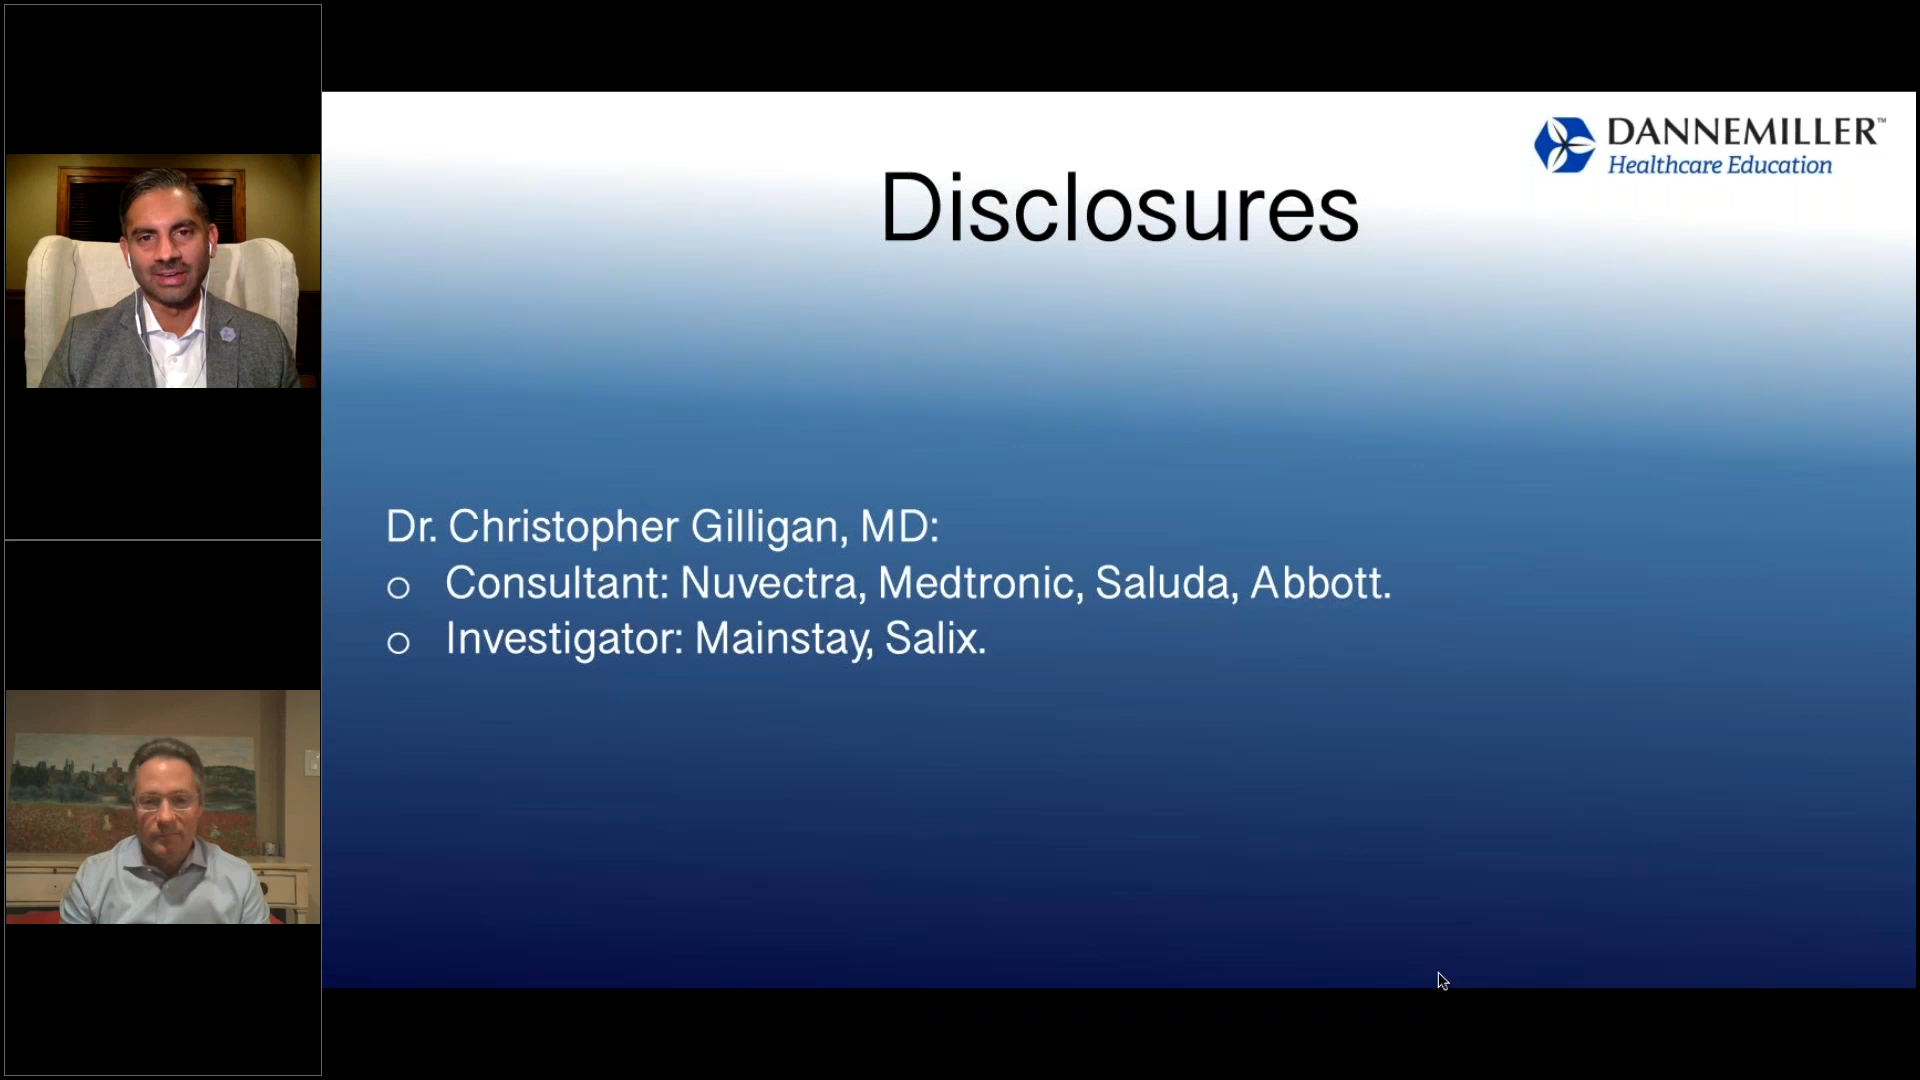 DANNEMILLER™
Healthcare Education
Disclosures
Dr. Christopher Gilligan, MD:
o Consultant: Nuvectra, Medtronic, Saluda, Abbott.
o Investigator: Mainstay, Salix.